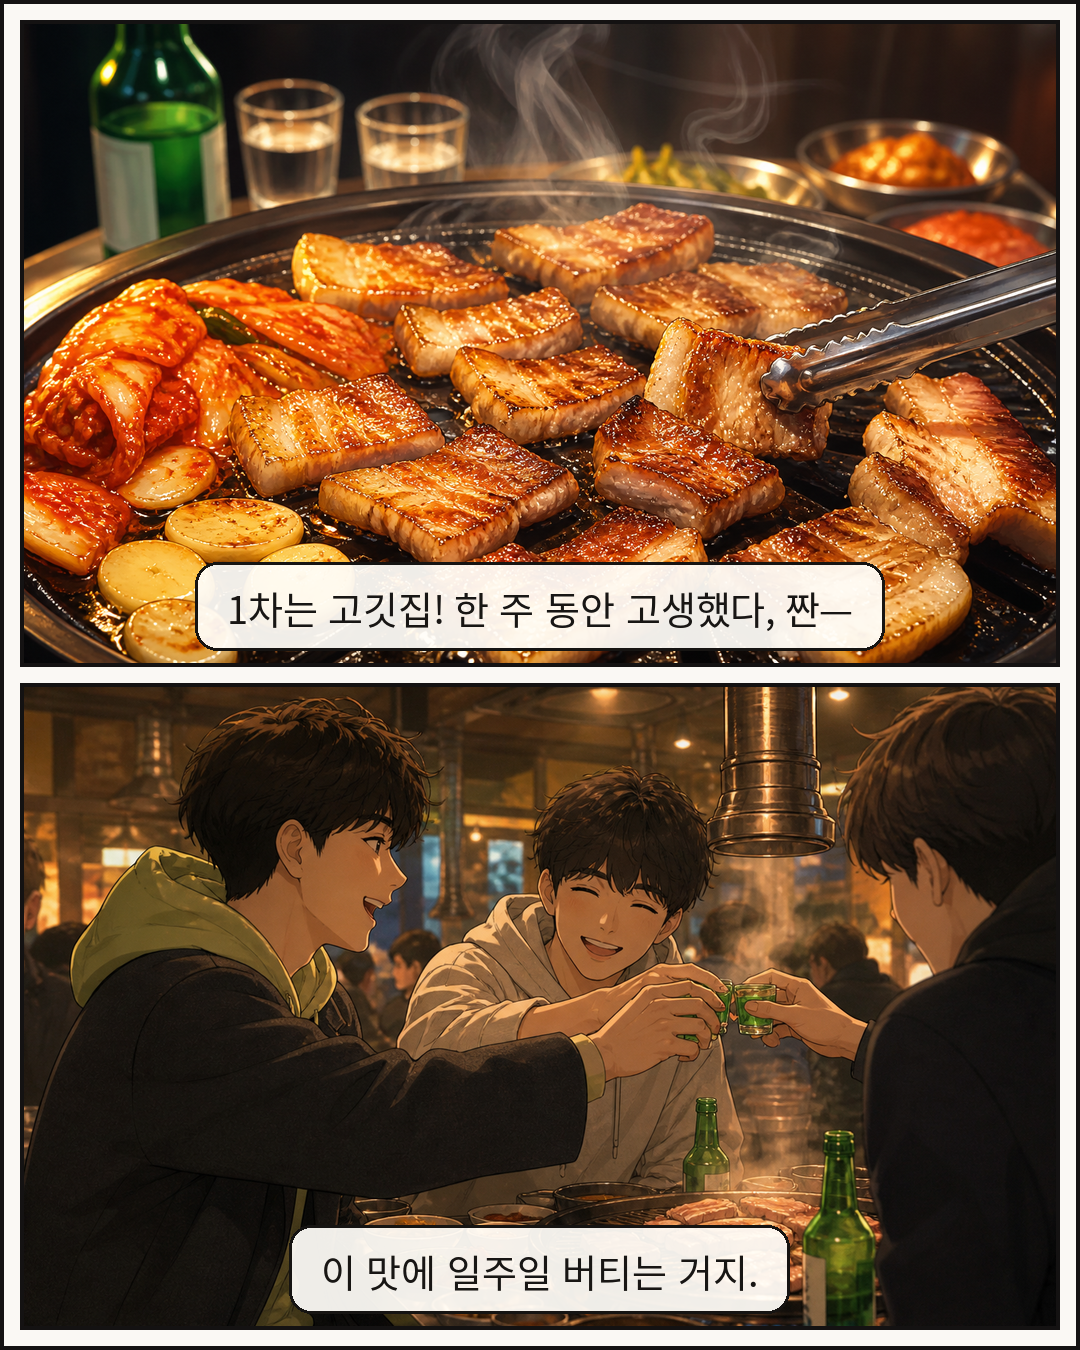 1차는 고깃집! 한 주 동안 고생했다, 짠—
이 맛에 일주일 버티는 거지.